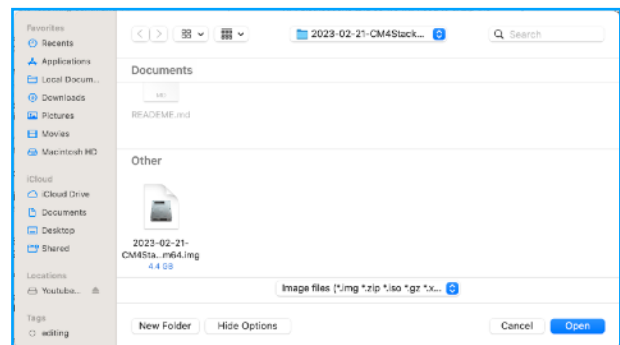 Favorites
Recents
Applications
Local Docum...
Downloads
Pictures
Movies
Macintosh HD
iCloud
iCloud Drive
Documents
Desktop
Shared
Locations
Youtube...
Tags
editing
2023-02-21-CM4Stack...
Search
Documents
READEME.md
Other
2023-02-21-
CM4Sta...m64.img
4.4 GB
Image files (*.img *.zip *.iso *.gz *.x...
New Folder
Hide Options
Cancel
Open